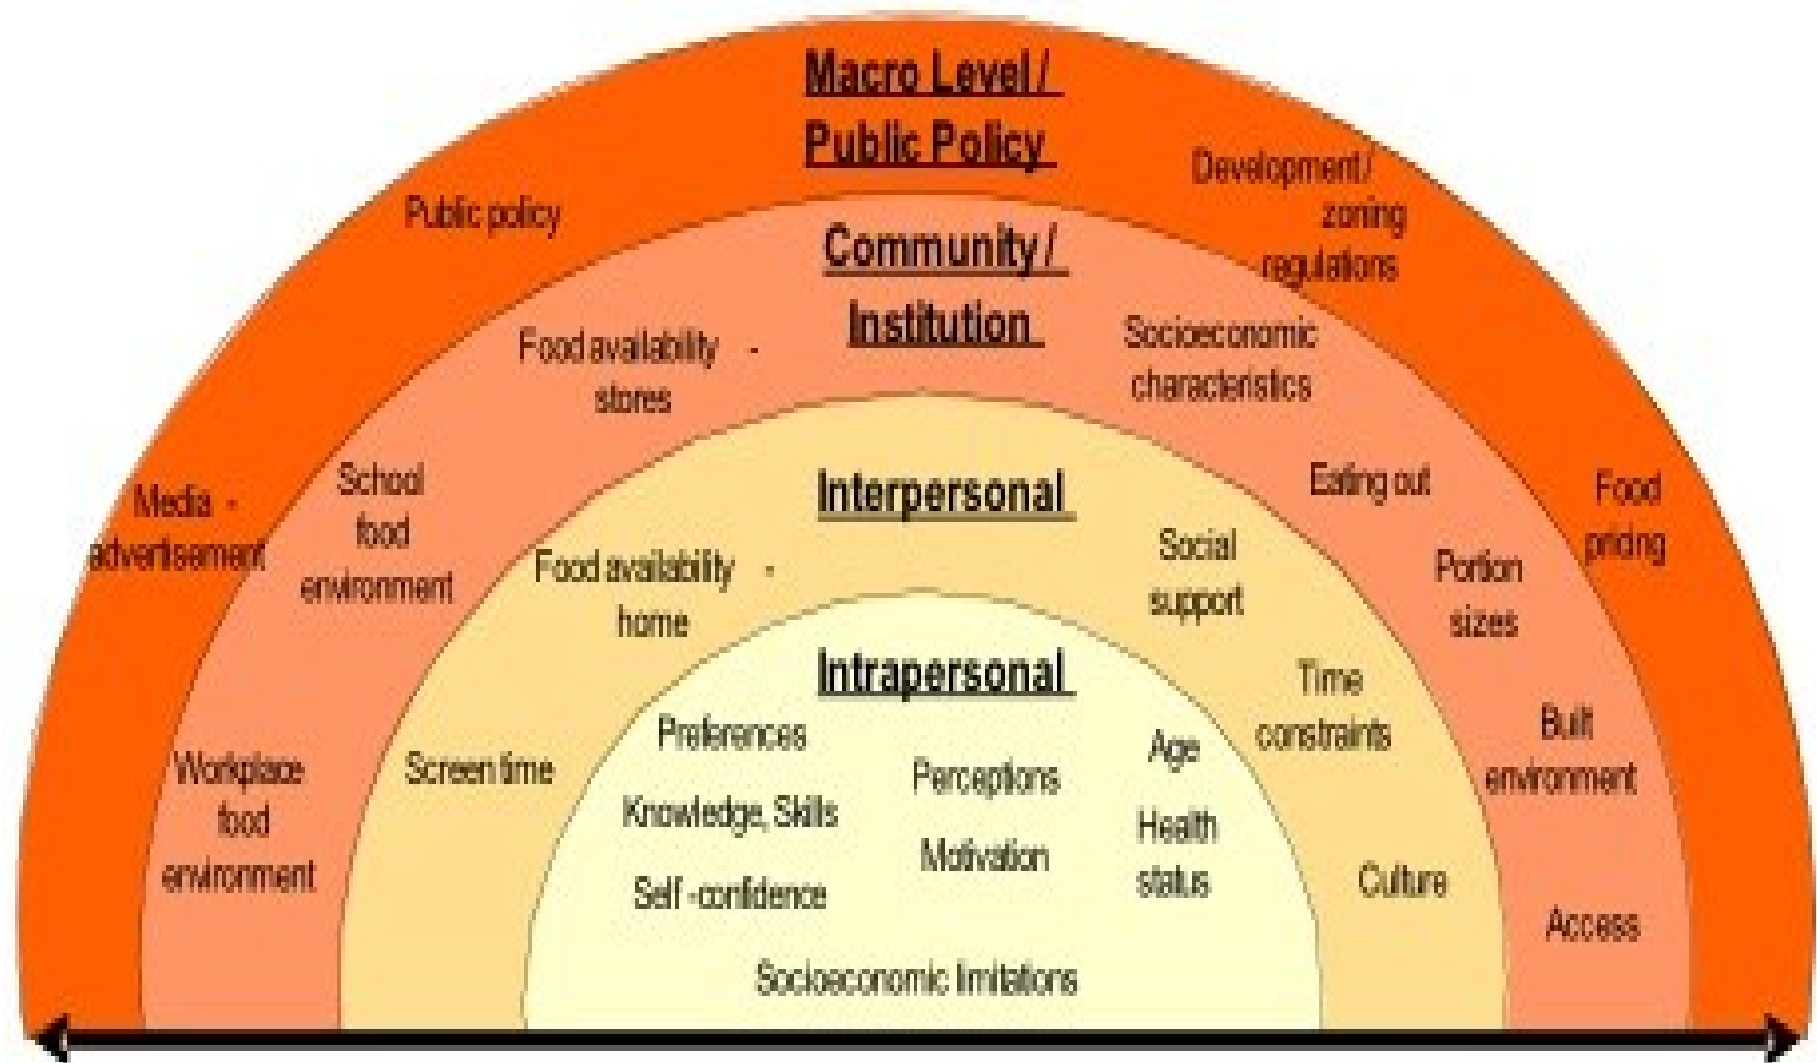 Macro Level /
Public Policy
Public policy
Development /
zoning
regulations
Media -
advertisement
Food
pricing
Community /
Institution
Food availability -
stores
Socioeconomic
characteristics
School
food
environment
Eating out
Portion
sizes
Workplace
food
environment
Built
environment
Access
Interpersonal
Food availability -
home
Social
support
Screen time
Time
constraints
Culture
Intrapersonal
Preferences
Perceptions
Age
Knowledge, Skills
Motivation
Health
status
Self -confidence
Socioeconomic limitations